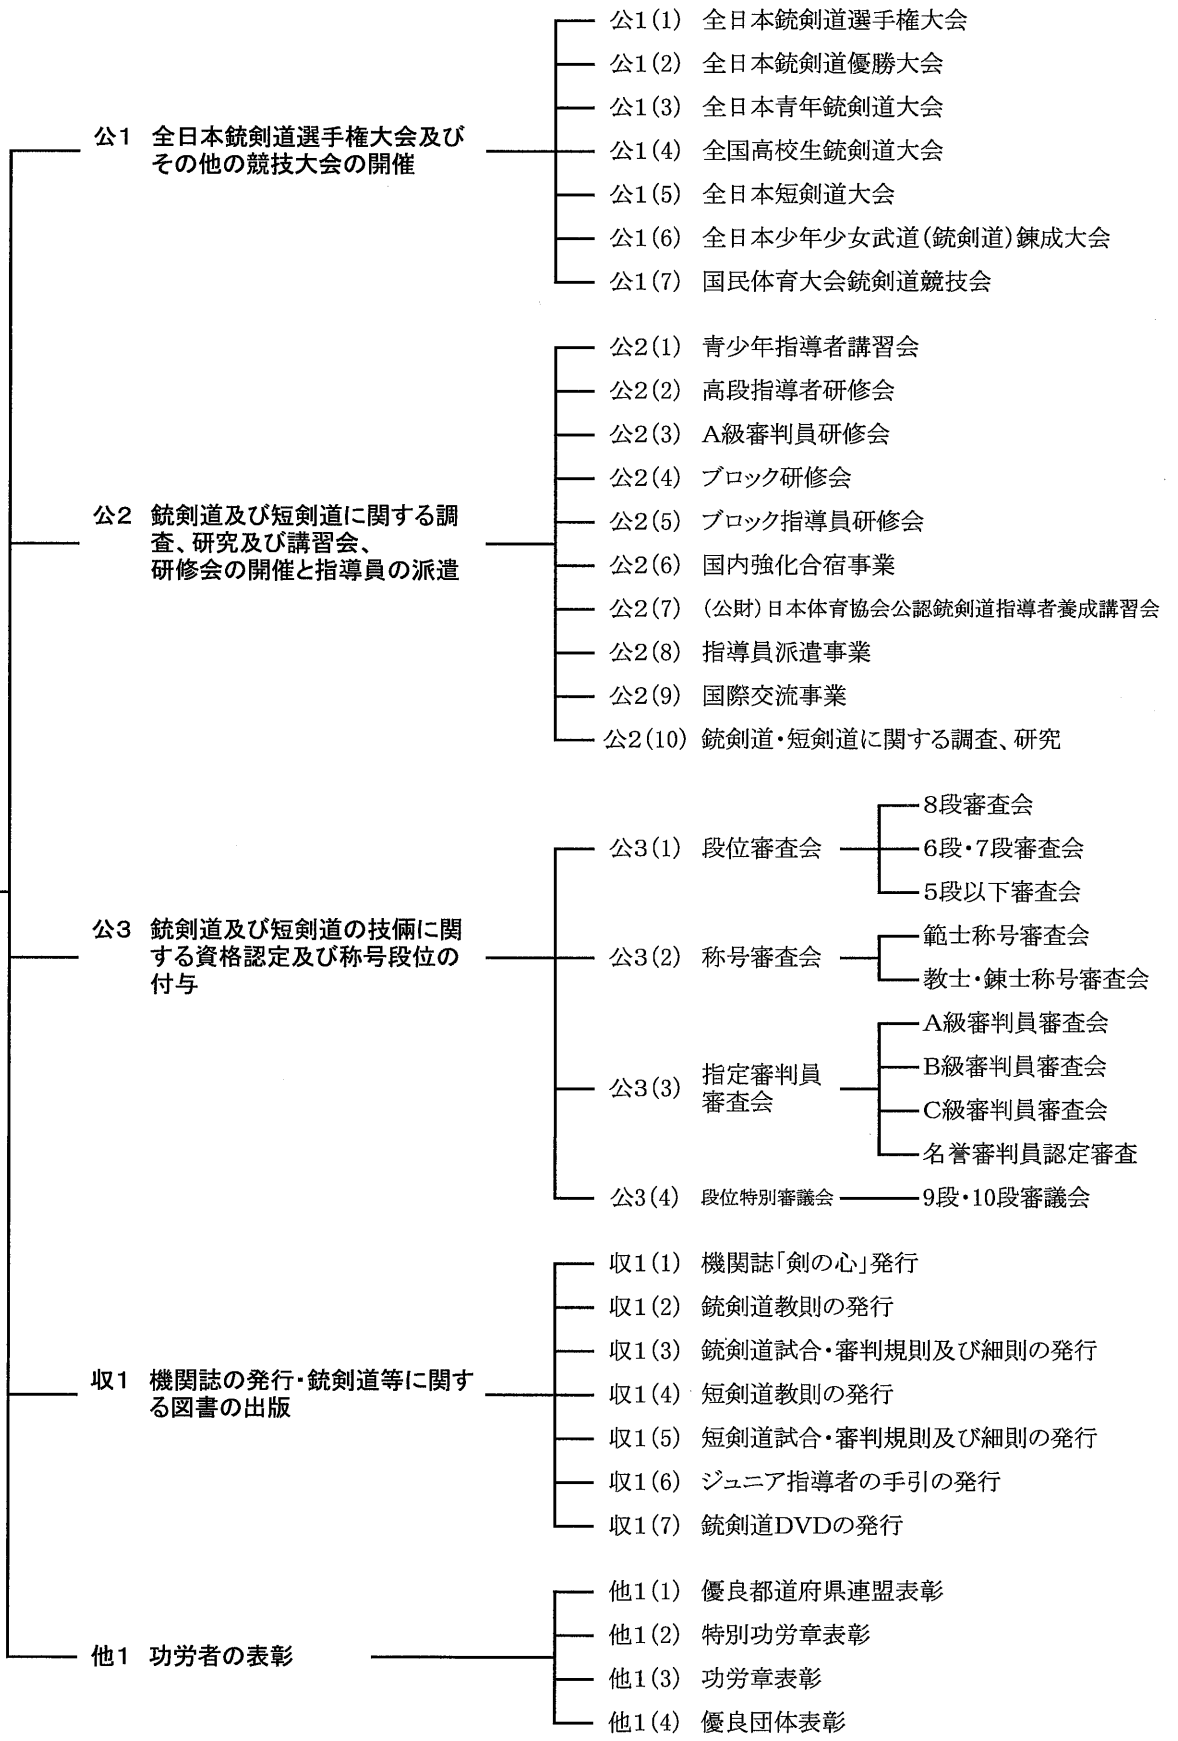 公1 全日本銃剣道選手権大会及び
その他の競技大会の開催
公1(1) 全日本銃剣道選手権大会
公1(2) 全日本銃剣道優勝大会
公1(3) 全日本青年銃剣道大会
公1(4) 全国高校生銃剣道大会
公1(5) 全日本短剣道大会
公1(6) 全日本少年少女武道(銃剣道)錬成大会
公1(7) 国民体育大会銃剣道競技会
公2 銃剣道及び短剣道に関する調
査、研究及び講習会、
研修会の開催と指導員の派遣
公2(1) 青少年指導者講習会
公2(2) 高段指導者研修会
公2(3) A級審判員研修会
公2(4) ブロック研修会
公2(5) ブロック指導員研修会
公2(6) 国内強化合宿事業
公2(7) (公財)日本体育協会公認銃剣道指導者養成講習会
公2(8) 指導員派遣事業
公2(9) 国際交流事業
公2(10) 銃剣道・短剣道に関する調査、研究
公3 銃剣道及び短剣道の技倆に関
する資格認定及び称号段位の
付与
公3(1) 段位審査会
8段審査会
6段・7段審査会
5段以下審査会
公3(2) 称号審査会
範士称号審査会
教士・錬士称号審査会
公3(3) 指定審判員
審査会
A級審判員審査会
B級審判員審査会
C級審判員審査会
名誉審判員認定審査
公3(4) 段位特別審議会
9段・10段審議会
収1 機関誌の発行・銃剣道等に関す
る図書の出版
収1(1) 機関誌「剣の心」発行
収1(2) 銃剣道教則の発行
収1(3) 銃剣道試合・審判規則及び細則の発行
収1(4) 短剣道教則の発行
収1(5) 短剣道試合・審判規則及び細則の発行
収1(6) ジュニア指導者の手引の発行
収1(7) 銃剣道DVDの発行
他1 功労者の表彰
他1(1) 優良都道府県連盟表彰
他1(2) 特別功労章表彰
他1(3) 功労章表彰
他1(4) 優良団体表彰